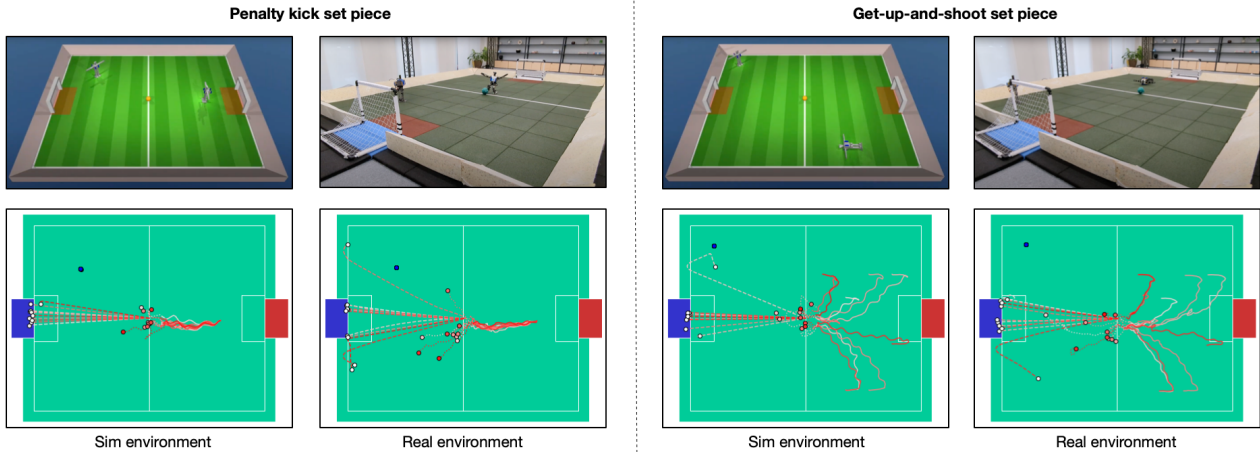 Penalty kick set piece
Get-up-and-shoot set piece
Sim environment
Real environment
Sim environment
Real environment